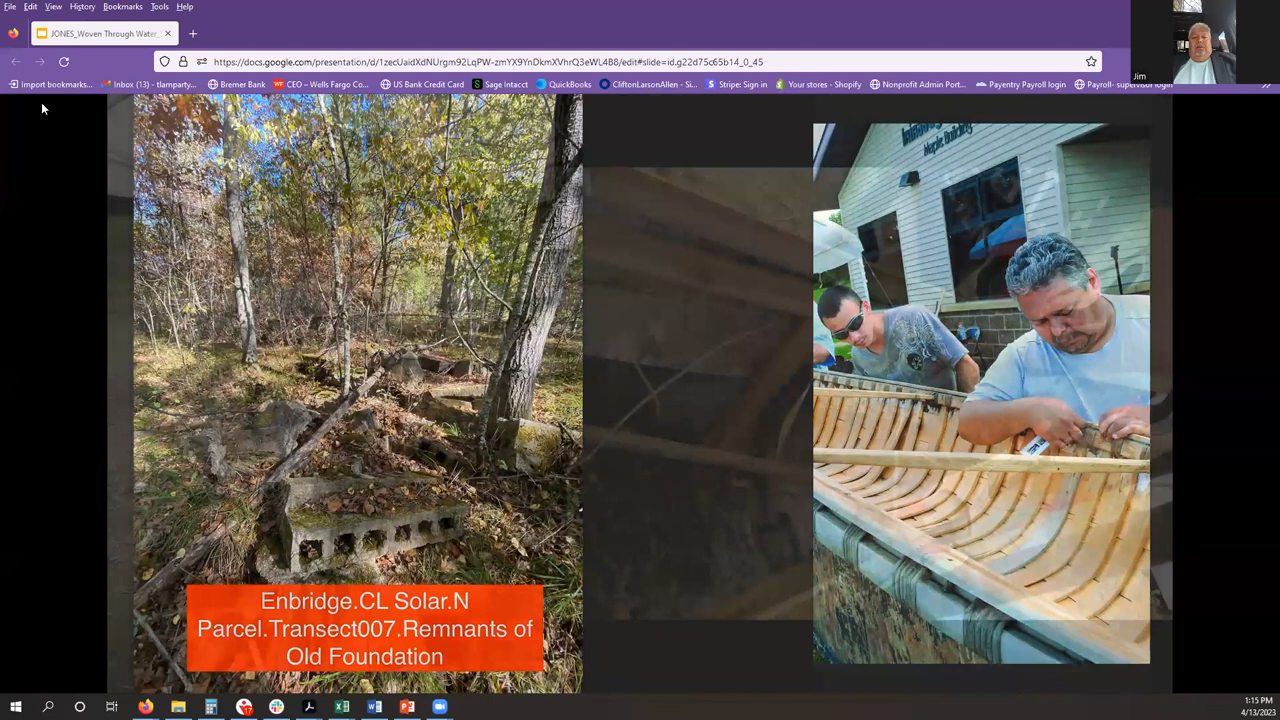 File Edit View History Bookmarks Tools Help
JONES_Woven Through Water_
https://docs.google.com/presentation/d/1zecUaidXdNUrgm92LqPW-zmYX9YnDkmXVhrQ3eWL4B8/edit#slide=id.g22d75c65b14_0_45
Import bookmarks... Inbox (13) - tlamparty... Bremer Bank CEO – Wells Fargo Co... US Bank Credit Card Sage Intacct QuickBooks CliftonLarsonAllen - Si... Stripe: Sign in Your stores - Shopify Nonprofit Admin Port... Payentry Payroll login Payroll- supervisor login
Jim
Maple Building
Enbridge.CL Solar.N
Parcel.Transect007.Remnants of
Old Foundation
1:15 PM
4/13/2023